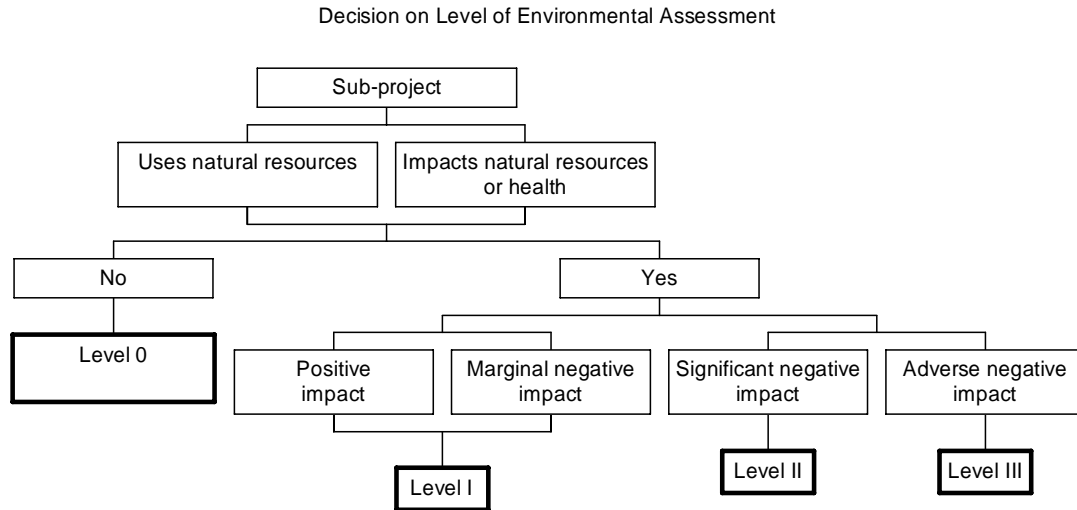 Decision on Level of Environmental Assessment
Sub-project
Uses natural resources
Impacts natural resources
or health
No
Yes
Level 0
Positive
impact
Marginal negative
impact
Significant negative
impact
Adverse negative
impact
Level I
Level II
Level III